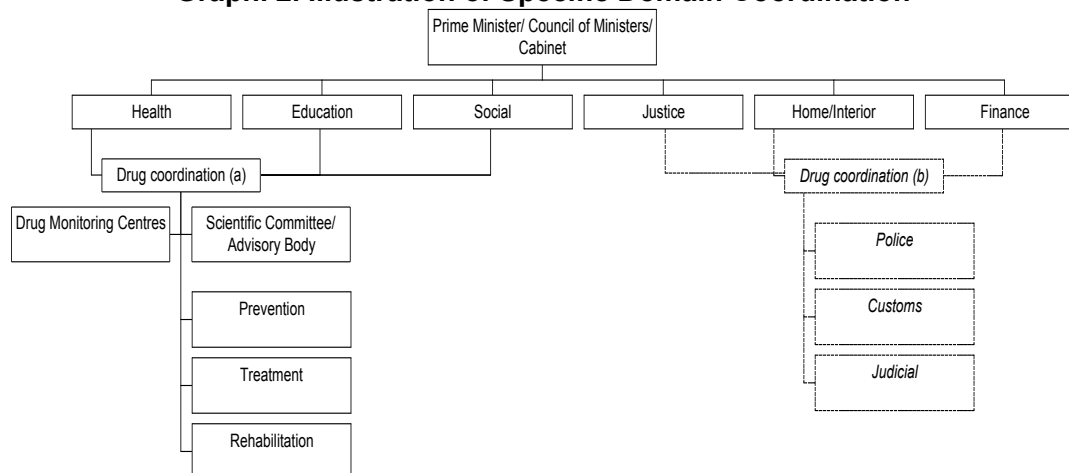 Graph. 2. Illustration of Specific Domain Coordination
Prime Minister/ Council of Ministers/
Cabinet
Health
Education
Social
Justice
Home/Interior
Finance
Drug coordination (a)
Drug coordination (b)
Drug Monitoring Centres
Scientific Committee/
Advisory Body
Police
Prevention
Customs
Treatment
Judicial
Rehabilitation